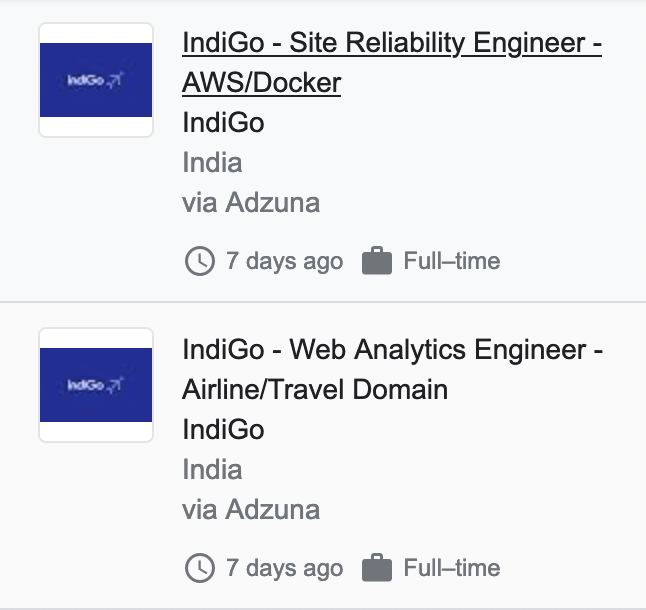 IndiGo
IndiGo - Site Reliability Engineer -
AWS/Docker
IndiGo
India
via Adzuna
7 days ago Full–time
IndiGo
IndiGo - Web Analytics Engineer -
Airline/Travel Domain
IndiGo
India
via Adzuna
7 days ago Full–time